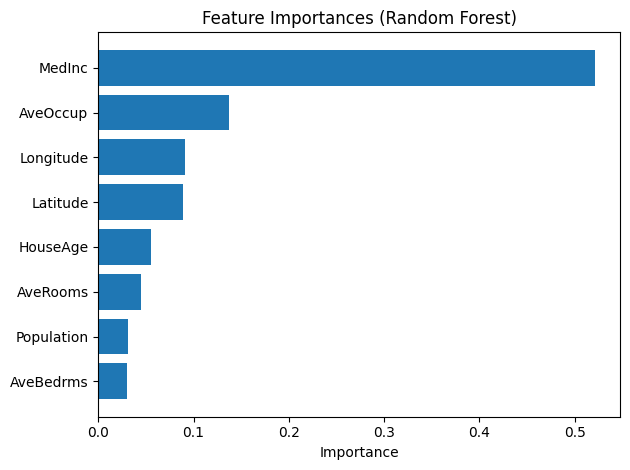 Feature Importances (Random Forest)
MedInc
AveOccup
Longitude
Latitude
HouseAge
AveRooms
Population
AveBedrms
0.0 0.1 0.2 0.3 0.4 0.5
Importance